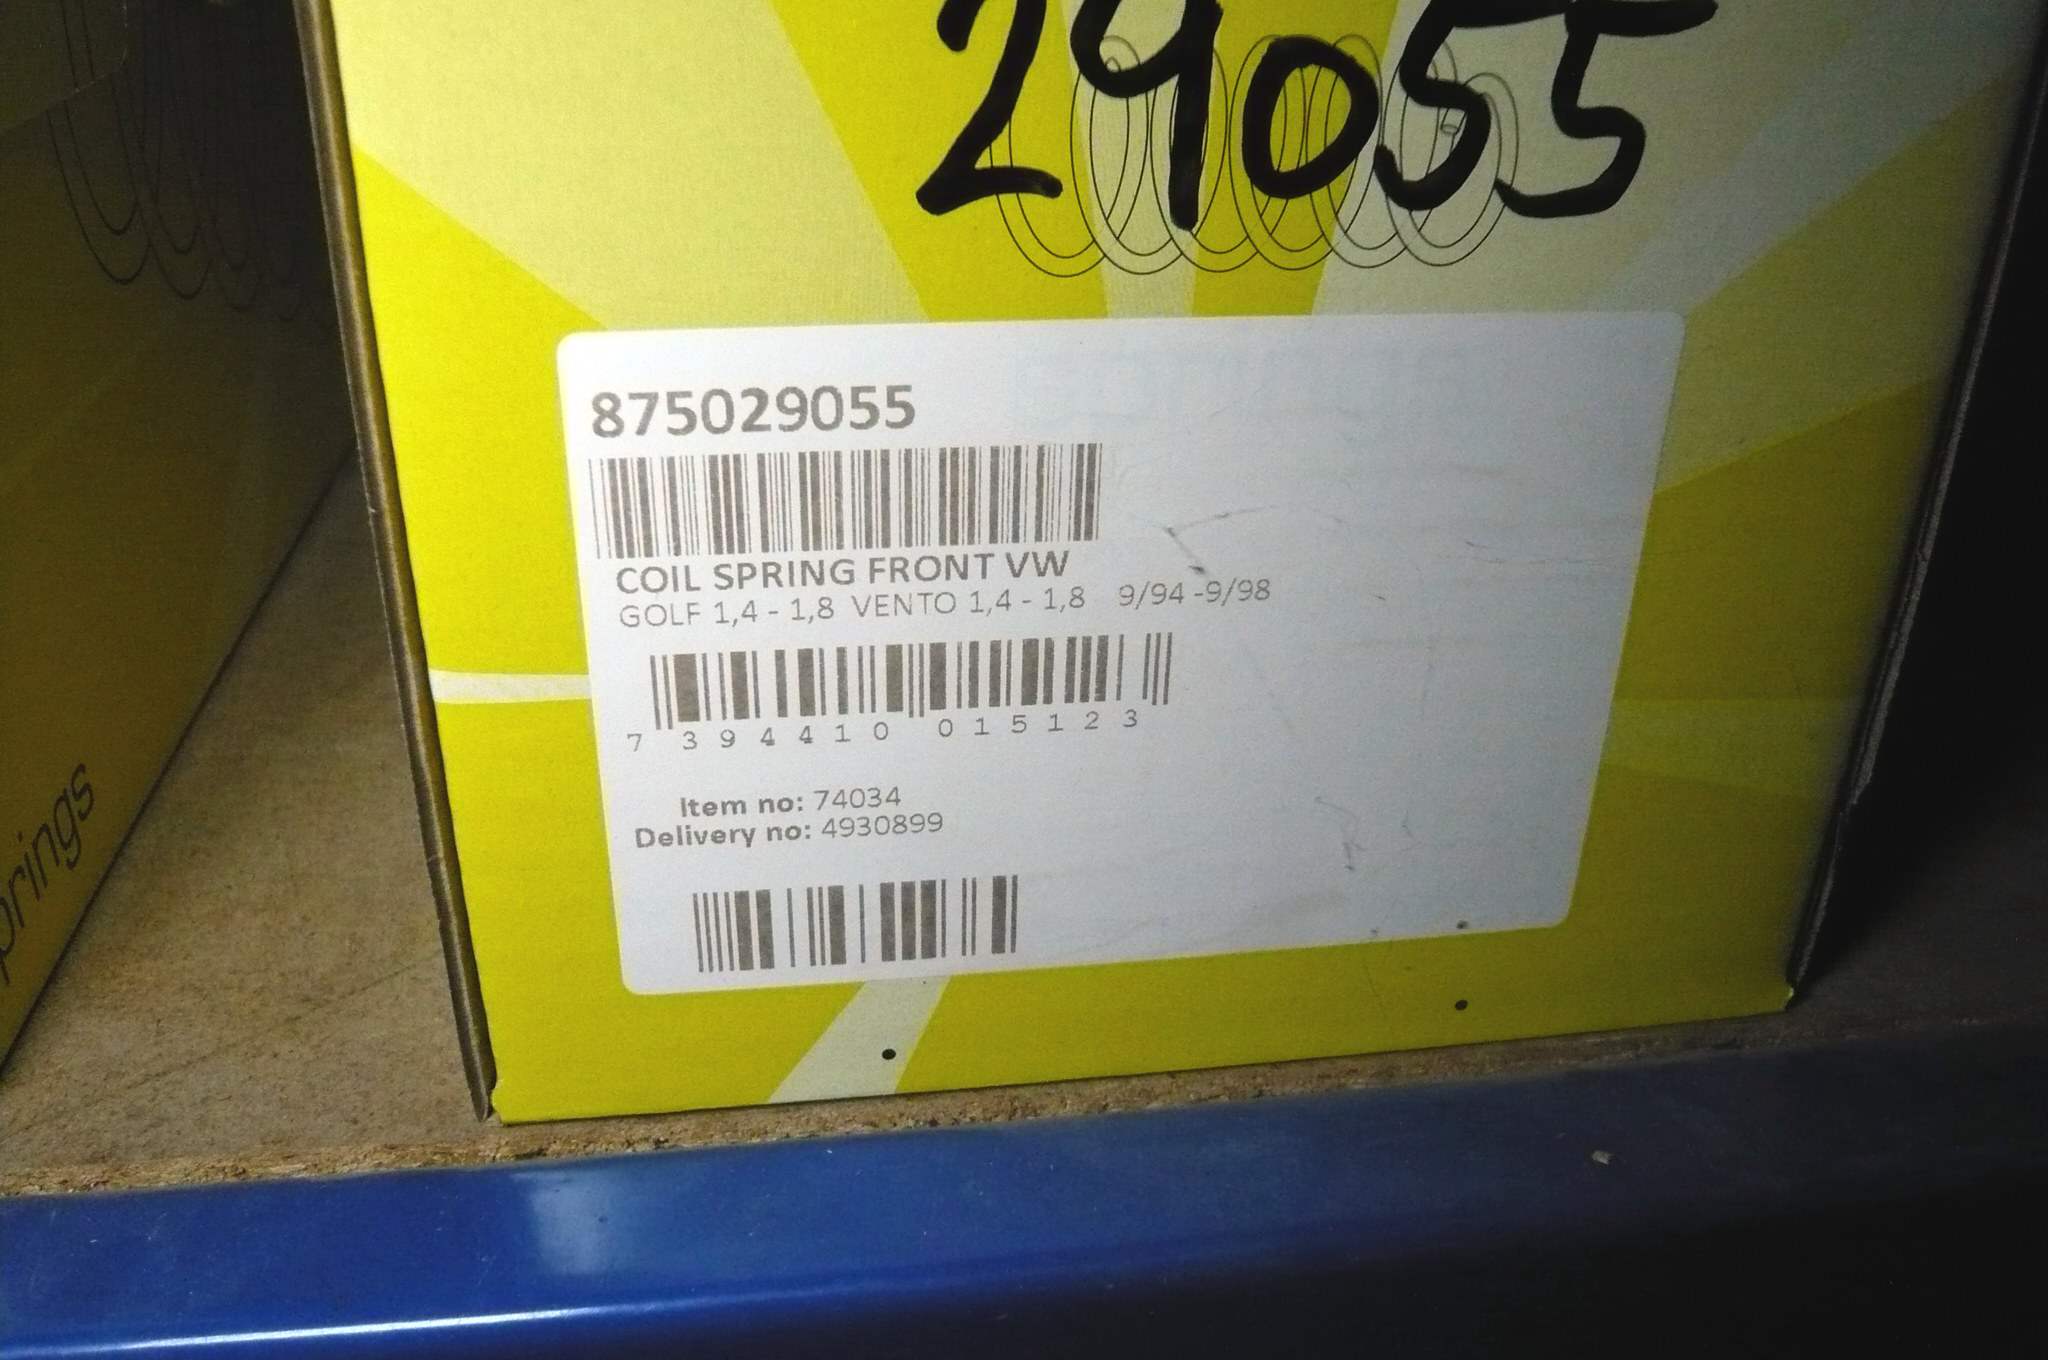 29055
875029055
COIL SPRING FRONT VW
GOLF 1,4 - 1,8 VENTO 1,4 - 1,8 9/94 -9/98
7 394410 015123
Item no: 74034
Delivery no: 4930899
prings